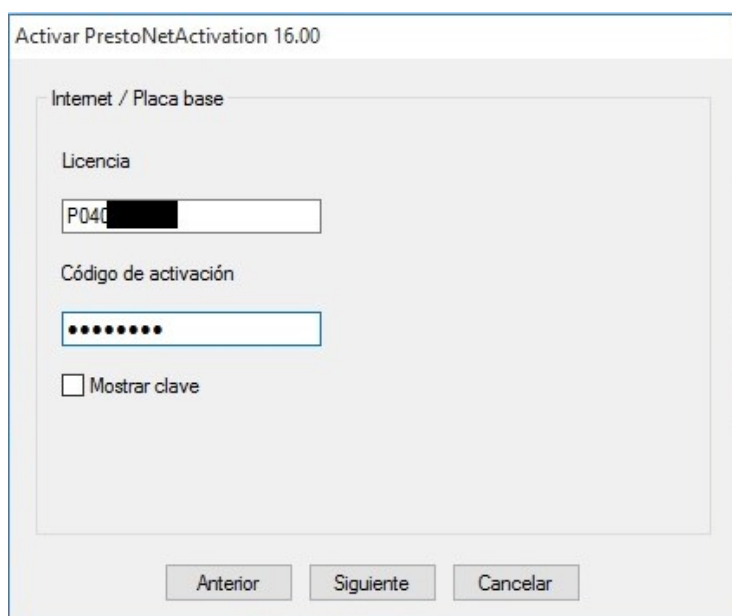 Activar PrestoNetActivation 16.00
Internet / Placa base
Licencia
P040
Código de activación
••••••••
Mostrar clave
Anterior Siguiente Cancelar